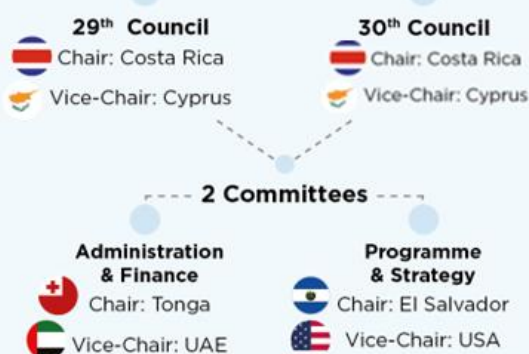 29th Council
Chair: Costa Rica
Vice-Chair: Cyprus
30th Council
Chair: Costa Rica
Vice-Chair: Cyprus
2 Committees
Administration
& Finance
Chair: Tonga
Vice-Chair: UAE
Programme
& Strategy
Chair: El Salvador
Vice-Chair: USA